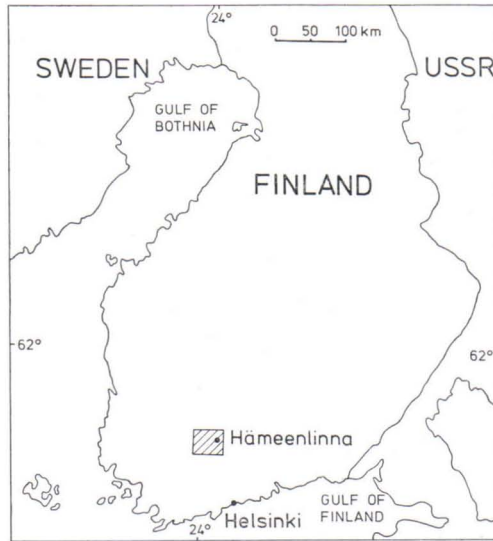 24°
0 50 100 km
SWEDEN
USSR
GULF OF
BOTHNIA
FINLAND
62°
62°
Hämeenlinna
Helsinki
24°
GULF OF
FINLAND